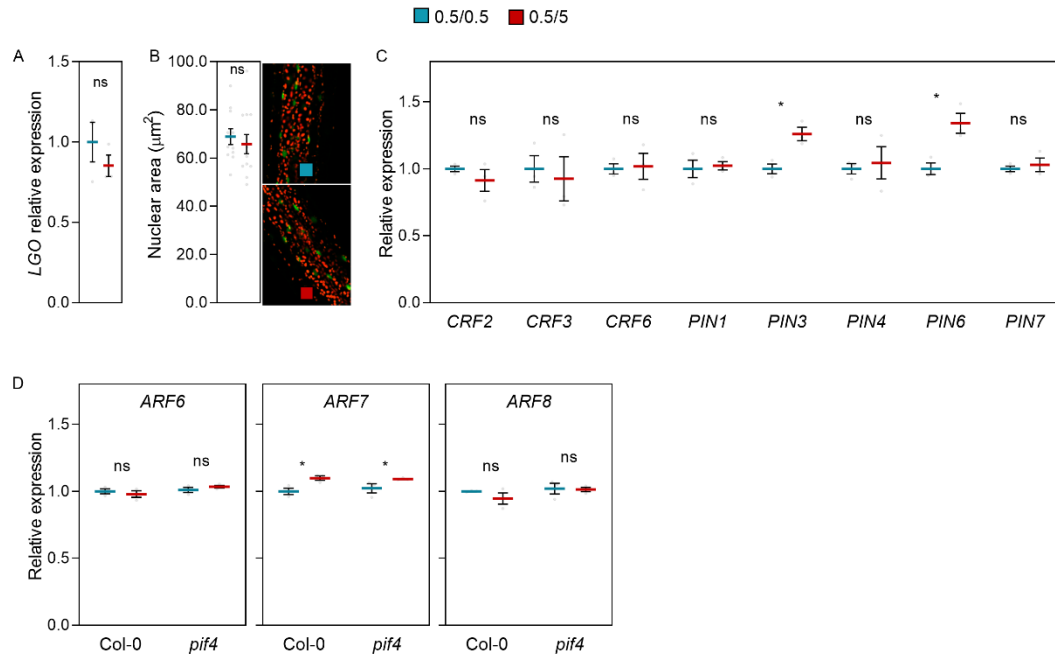 0.5/0.5 0.5/5
A
B
C
1.5
1.0
0.5
0.0
LGO relative expression
ns
100.0
80.0
60.0
40.0
20.0
0.0
Nuclear area (µm²)
ns
1.5
1.0
0.5
0.0
Relative expression
ns ns ns ns * ns * ns
CRF2 CRF3 CRF6 PIN1 PIN3 PIN4 PIN6 PIN7
D
1.5
1.0
0.5
0.0
Relative expression
ARF6 ARF7 ARF8
ns ns * * ns ns
Col-0 pif4 Col-0 pif4 Col-0 pif4